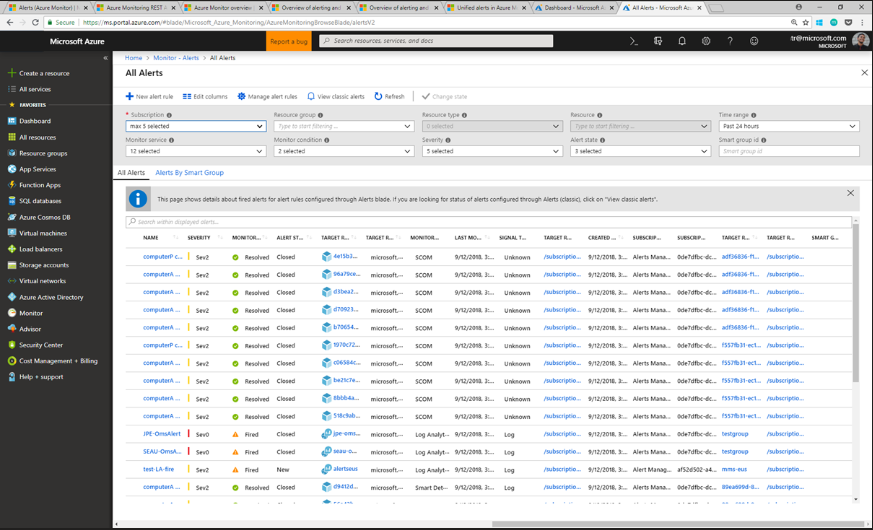 Alerts (Azure Monitor) | M
Azure Monitoring REST A
Azure Monitor overview
Overview of alerting and
Overview of alerting and
Unified alerts in Azure M
Dashboard - Microsoft A
All Alerts - Microsoft Az
Secure | https://ms.portal.azure.com/#blade/Microsoft_Azure_Monitoring/AzureMonitoringBrowseBlade/alertV2
Microsoft Azure
Report a bug
Search resources, services, and docs
tr@microsoft.com
MICROSOFT
Create a resource
All services
FAVORITES
Dashboard
All resources
Resource groups
App Services
Function Apps
SQL databases
Azure Cosmos DB
Virtual machines
Load balancers
Storage accounts
Virtual networks
Azure Active Directory
Monitor
Advisor
Security Center
Cost Management + Billing
Help + support
Home > Monitor - Alerts > All Alerts
All Alerts
New alert rule Edit columns Manage alert rules View classic alerts Refresh Change state
* Subscription Resource group Resource type Resource Time range
max 5 selected Type to start filtering ... 0 selected Type to start filtering ... Past 24 hours
Monitor service Monitor condition Severity Alert state Smart group id
12 selected 2 selected 5 selected 3 selected Smart group id
All Alerts Alerts By Smart Group
This page shows details about fired alerts for alert rules configured through Alerts blade. If you are looking for status of alerts configured through Alerts (classic), click on "View classic alerts".
Search within displayed alerts...
NAME SEVERITY MONITOR... ALERT ST... TARGET R... TARGET R... MONITOR... LAST MO... SIGNAL T... TARGET R... CREATED ... SUBSCRIP... SUBSCRIP... TARGET R... TARGET R... SMART G...
computerP c... Sev2 Resolved Closed 4e15b3... microsoft.... SCOM 9/12/2018, 3:... Unknown /subscriptio... 9/12/2018, 3:... Alerts Mana... 0de7dfbc-dc... adf36836-f1... /subscriptio...
computerA ... Sev2 Resolved Closed 96a79ce... microsoft.... SCOM 9/12/2018, 3:... Unknown /subscriptio... 9/12/2018, 3:... Alerts Mana... 0de7dfbc-dc... adf36836-f1... /subscriptio...
computerA ... Sev2 Resolved Closed d3bea2... microsoft.... SCOM 9/12/2018, 3:... Unknown /subscriptio... 9/12/2018, 3:... Alerts Mana... 0de7dfbc-dc... adf36836-f1... /subscriptio...
computerA ... Sev2 Resolved Closed d70923... microsoft.... SCOM 9/12/2018, 3:... Unknown /subscriptio... 9/12/2018, 3:... Alerts Mana... 0de7dfbc-dc... adf36836-f1... /subscriptio...
computerA ... Sev2 Resolved Closed b70654... microsoft.... SCOM 9/12/2018, 3:... Unknown /subscriptio... 9/12/2018, 3:... Alerts Mana... 0de7dfbc-dc... adf36836-f1... /subscriptio...
computerP c... Sev2 Resolved Closed 1970c72... microsoft.... SCOM 9/12/2018, 3:... Unknown /subscriptio... 9/12/2018, 3:... Alerts Mana... 0de7dfbc-dc... f557fb31-ec1... /subscriptio...
computerA ... Sev2 Resolved Closed c06584c... microsoft.... SCOM 9/12/2018, 3:... Unknown /subscriptio... 9/12/2018, 3:... Alerts Mana... 0de7dfbc-dc... f557fb31-ec1... /subscriptio...
computerA ... Sev2 Resolved Closed be21c7e... microsoft.... SCOM 9/12/2018, 3:... Unknown /subscriptio... 9/12/2018, 3:... Alerts Mana... 0de7dfbc-dc... f557fb31-ec1... /subscriptio...
computerA ... Sev2 Resolved Closed 8bbb4a... microsoft.... SCOM 9/12/2018, 3:... Unknown /subscriptio... 9/12/2018, 3:... Alerts Mana... 0de7dfbc-dc... f557fb31-ec1... /subscriptio...
computerA ... Sev2 Resolved Closed 518c9ab... microsoft.... SCOM 9/12/2018, 3:... Unknown /subscriptio... 9/12/2018, 3:... Alerts Mana... 0de7dfbc-dc... f557fb31-ec1... /subscriptio...
JPE-OmsAlert Sev0 Fired Closed jpe-oms... microsoft.... Log Analyt... 9/12/2018, 3:... Log /subscriptio... 9/12/2018, 3:... Alerts Mana... 0de7dfbc-dc... testgroup /subscriptio...
SEAU-OmsA... Sev0 Fired Closed seau-o... microsoft.... Log Analyt... 9/12/2018, 3:... Log /subscriptio... 9/12/2018, 3:... Alerts Mana... 0de7dfbc-dc... testgroup /subscriptio...
test-LA-fire Sev2 Fired New alertseus microsoft.... Log Analyt... 9/12/2018, 3:... Log /subscriptio... 9/12/2018, 3:... Alert Manag... af52d502-a4... mms-eus /subscriptio...
computerA ... Sev2 Resolved Closed d9412d... microsoft.... Smart Det... 9/12/2018, 3:... Log /subscriptio... 9/12/2018, 3:... Alerts Mana... 0de7dfbc-dc... 89ea699d-8... /subscriptio...